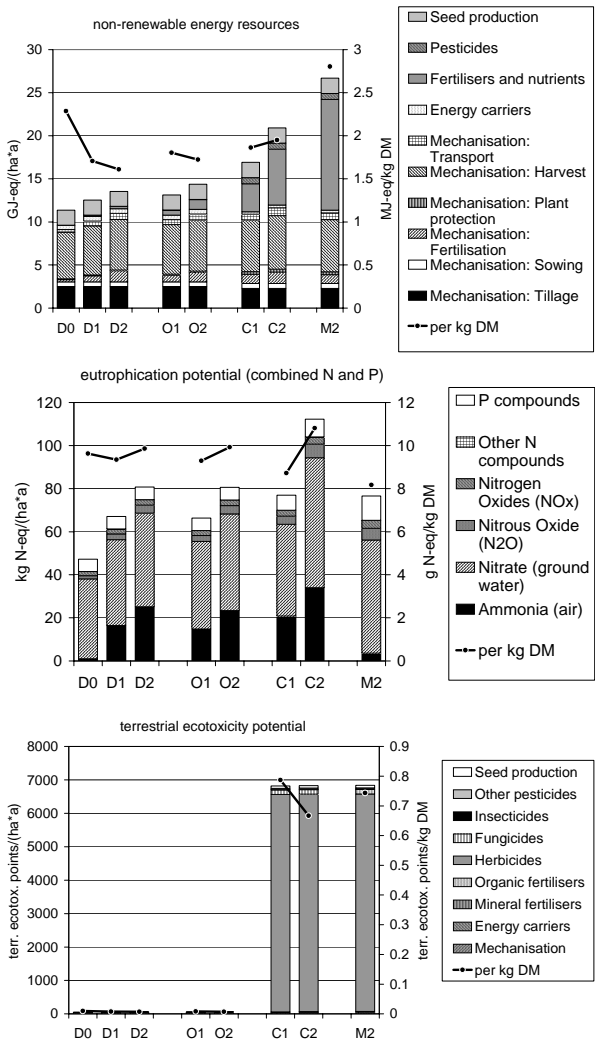 non-renewable energy resources
30
25
20
15
10
5
0
GJ-eq/(ha*a)
3
2.5
2
1.5
1
0.5
0
MJ-eq/kg DM
D0 D1 D2 O1 O2 C1 C2 M2
Seed production
Pesticides
Fertilisers and nutrients
Energy carriers
Mechanisation:
Transport
Mechanisation: Harvest
Mechanisation: Plant
protection
Mechanisation:
Fertilisation
Mechanisation: Sowing
Mechanisation: Tillage
per kg DM
eutrophication potential (combined N and P)
120
100
80
60
40
20
0
kg N-eq/(ha*a)
12
10
8
6
4
2
0
g N-eq/kg DM
D0 D1 D2 O1 O2 C1 C2 M2
P compounds
Other N
compounds
Nitrogen
Oxides (NOx)
Nitrous Oxide
(N2O)
Nitrate (ground
water)
Ammonia (air)
per kg DM
terrestrial ecotoxicity potential
8000
7000
6000
5000
4000
3000
2000
1000
0
terr. ecotox. points/(ha*a)
0.9
0.8
0.7
0.6
0.5
0.4
0.3
0.2
0.1
0
terr. ecotox. points/kg DM
D0 D1 D2 O1 O2 C1 C2 M2
Seed production
Other pesticides
Insecticides
Fungicides
Herbicides
Organic fertilisers
Mineral fertilisers
Energy carriers
Mechanisation
per kg DM